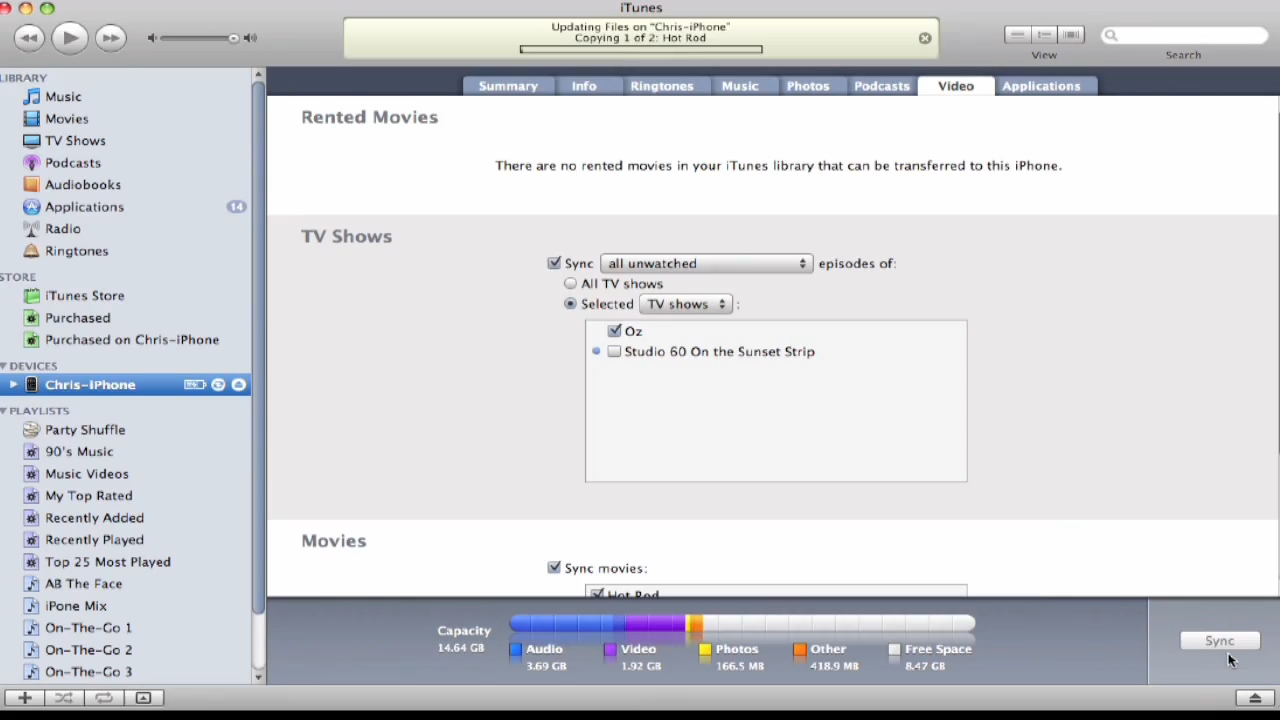 iTunes
Updating Files on "Chris-iPhone"
Copying 1 of 2: Hot Rod
View
Search
LIBRARY
Music
Movies
TV Shows
Podcasts
Audiobooks
Applications 14
Radio
Ringtones
STORE
iTunes Store
Purchased
Purchased on Chris-iPhone
DEVICES
Chris-iPhone
PLAYLISTS
Party Shuffle
90's Music
Music Videos
My Top Rated
Recently Added
Recently Played
Top 25 Most Played
AB The Face
iPone Mix
On-The-Go 1
On-The-Go 2
On-The-Go 3
Summary Info Ringtones Music Photos Podcasts Video Applications
Rented Movies
There are no rented movies in your iTunes library that can be transferred to this iPhone.
TV Shows
Sync all unwatched episodes of:
All TV shows
Selected TV shows :
Oz
Studio 60 On the Sunset Strip
Movies
Sync movies:
Hot Rod
Capacity
14.64 GB
Audio
3.69 GB
Video
1.92 GB
Photos
166.5 MB
Other
418.9 MB
Free Space
8.47 GB
Sync